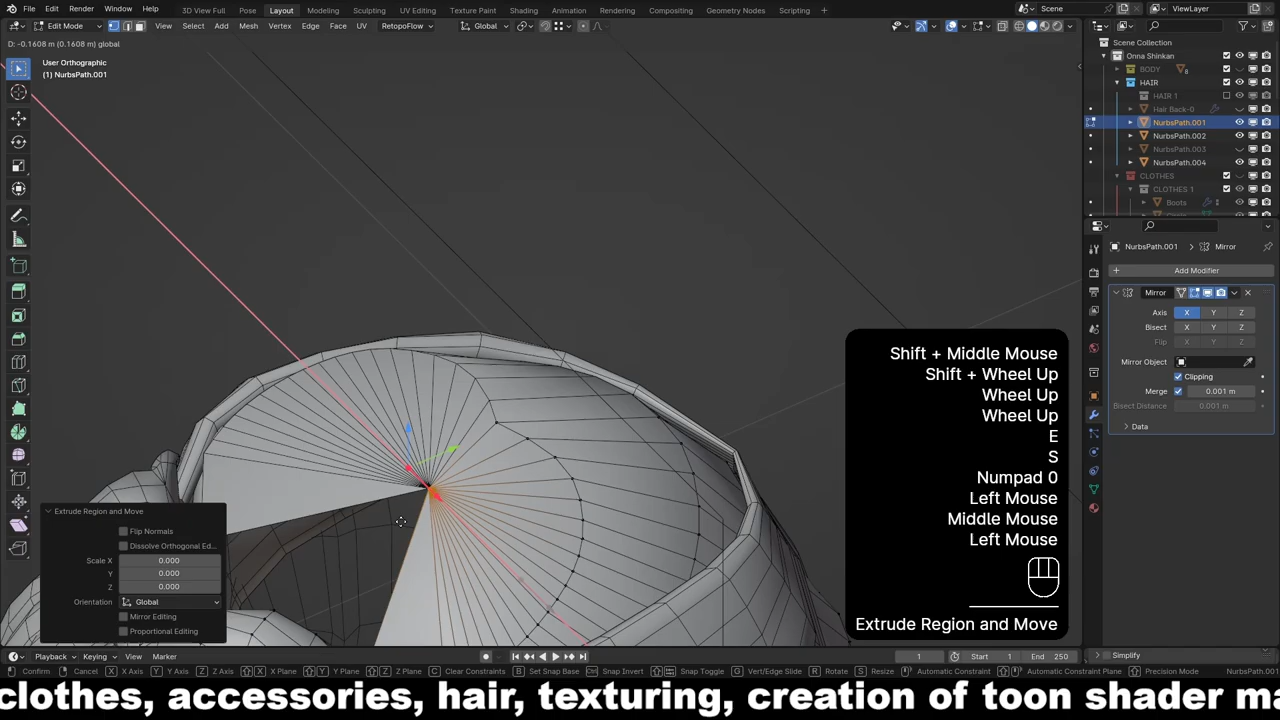 File Edit Render Window Help 3D View Full Layout Modeling Sculpting UV Editing Texture Paint Shading Animation Rendering Compositing Geometry Nodes Scripting Scene ViewLayer
Edit Mode View Select Add Mesh Vertex Edge Face UV RetopoFlow Global
D: -0.1608 m (0.1608 m) global
User Orthographic
(1) NurbsPath.001
Scene Collection
Onna Shinkan
BODY 8
HAIR
HAIR 1
Hair Back-0
NurbsPath.001
NurbsPath.002
NurbsPath.003
NurbsPath.004
CLOTHES
CLOTHES 1
Boots
NurbsPath.001 Mirror
Add Modifier
Mirror
Axis X Y Z
Bisect X Y Z
Flip X Y Z
Mirror Object
Clipping
Merge 0.001 m
Bisect Distance 0.001 m
Data
Shift + Middle Mouse
Shift + Wheel Up
Wheel Up
Wheel Up
E
S
Numpad 0
Left Mouse
Middle Mouse
Left Mouse
Extrude Region and Move
Extrude Region and Move
Flip Normals
Dissolve Orthogonal Ed...
Scale X 0.000
Y 0.000
Z 0.000
Orientation Global
Mirror Editing
Proportional Editing
Simplify
Playback Keying View Marker 1 Start 1 End 250
Confirm Cancel X X Axis Y Y Axis Z Z Axis X X Plane Y Y Plane Z Z Plane C Clear Constraints B Set Snap Base Snap Invert Snap Toggle G Vert/Edge Slide R Rotate S Resize Automatic Constraint Automatic Constraint Plane Precision Mode NurbsPath.001
clothes, accessories, hair, texturing, creation of toon shader ma